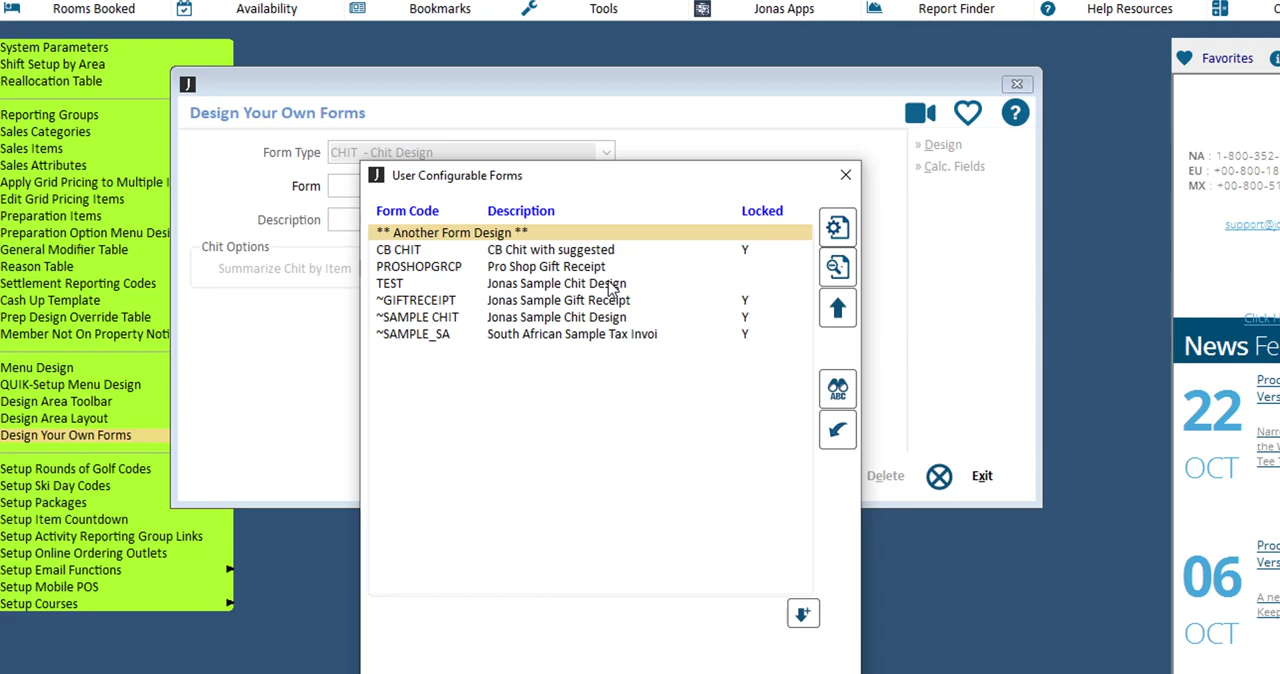 Rooms Booked Availability Bookmarks Tools Jonas Apps Report Finder Help Resources
System Parameters
Shift Setup by Area
Reallocation Table
Reporting Groups
Sales Categories
Sales Items
Sales Attributes
Apply Grid Pricing to Multiple I
Edit Grid Pricing Items
Preparation Items
Preparation Option Menu Desi
General Modifier Table
Reason Table
Settlement Reporting Codes
Cash Up Template
Prep Design Override Table
Member Not On Property Noti
Menu Design
QUIK-Setup Menu Design
Design Area Toolbar
Design Area Layout
Design Your Own Forms
Setup Rounds of Golf Codes
Setup Ski Day Codes
Setup Packages
Setup Item Countdown
Setup Activity Reporting Group Links
Setup Online Ordering Outlets
Setup Email Functions
Setup Mobile POS
Setup Courses
J
Design Your Own Forms
Form Type CHIT - Chit Design
Form
Description
Chit Options
Summarize Chit by Item
» Design
» Calc. Fields
Delete Exit
J User Configurable Forms
Form Code Description Locked
** Another Form Design **
CB CHIT CB Chit with suggested Y
PROSHOPGRCP Pro Shop Gift Receipt
TEST Jonas Sample Chit Design
~GIFTRECEIPT Jonas Sample Gift Receipt Y
~SAMPLE CHIT Jonas Sample Chit Design Y
~SAMPLE_SA South African Sample Tax Invoi Y
ABC
Favorites
NA : 1-800-352-
EU : +00-800-18
MX : +00-800-51
support@jo
Click
News Fe
22
OCT
Proc
Vers
Narr
the V
Tee T
06
OCT
Proc
Vers
A ne
Keep